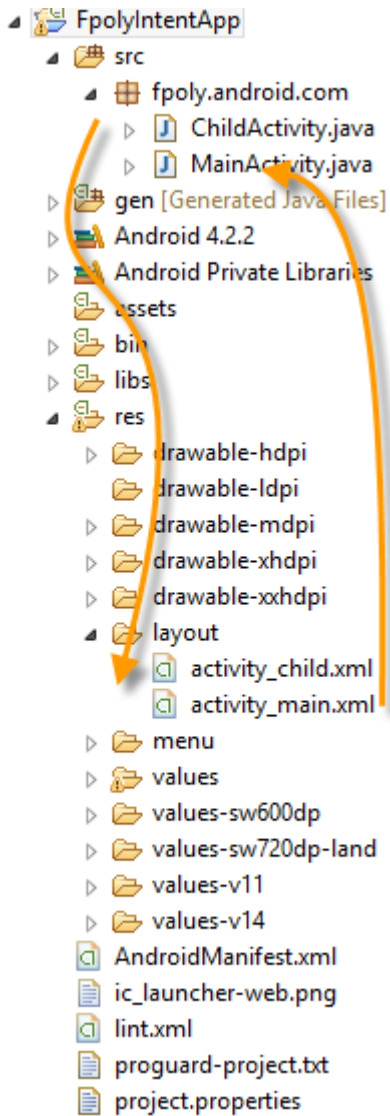 FpolyIntentApp
src
fpoly.android.com
ChildActivity.java
MainActivity.java
gen [Generated Java Files]
Android 4.2.2
Android Private Libraries
assets
bin
libs
res
drawable-hdpi
drawable-ldpi
drawable-mdpi
drawable-xhdpi
drawable-xxhdpi
layout
activity_child.xml
activity_main.xml
menu
values
values-sw600dp
values-sw720dp-land
values-v11
values-v14
AndroidManifest.xml
ic_launcher-web.png
lint.xml
proguard-project.txt
project.properties